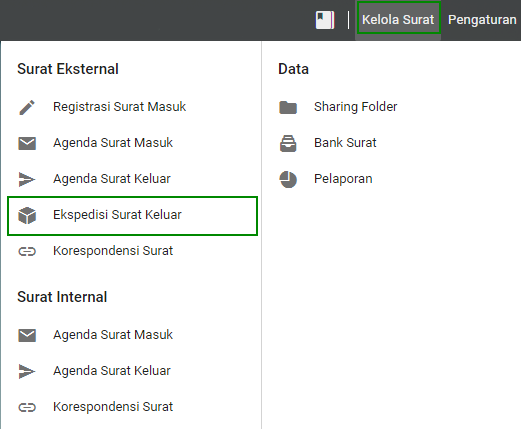 Kelola Surat
Pengaturan
Surat Eksternal
Registrasi Surat Masuk
Agenda Surat Masuk
Agenda Surat Keluar
Ekspedisi Surat Keluar
Korespondensi Surat
Surat Internal
Agenda Surat Masuk
Agenda Surat Keluar
Korespondensi Surat
Data
Sharing Folder
Bank Surat
Pelaporan